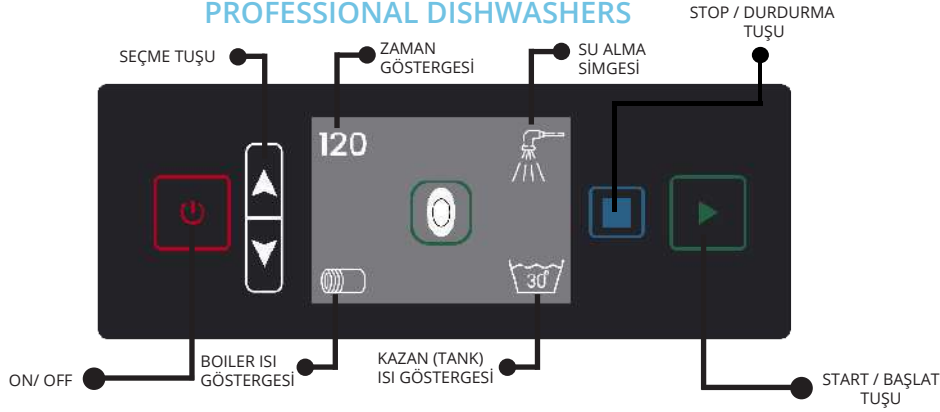 PROFESSIONAL DISHWASHERS
STOP / DURDURMA
TUŞU
SEÇME TUŞU
ZAMAN
GÖSTERGESİ
SU ALMA
SİMGESİ
120
30°
ON/ OFF
BOILER ISI
GÖSTERGESİ
KAZAN (TANK)
ISI GÖSTERGESİ
START / BAŞLAT
TUŞU